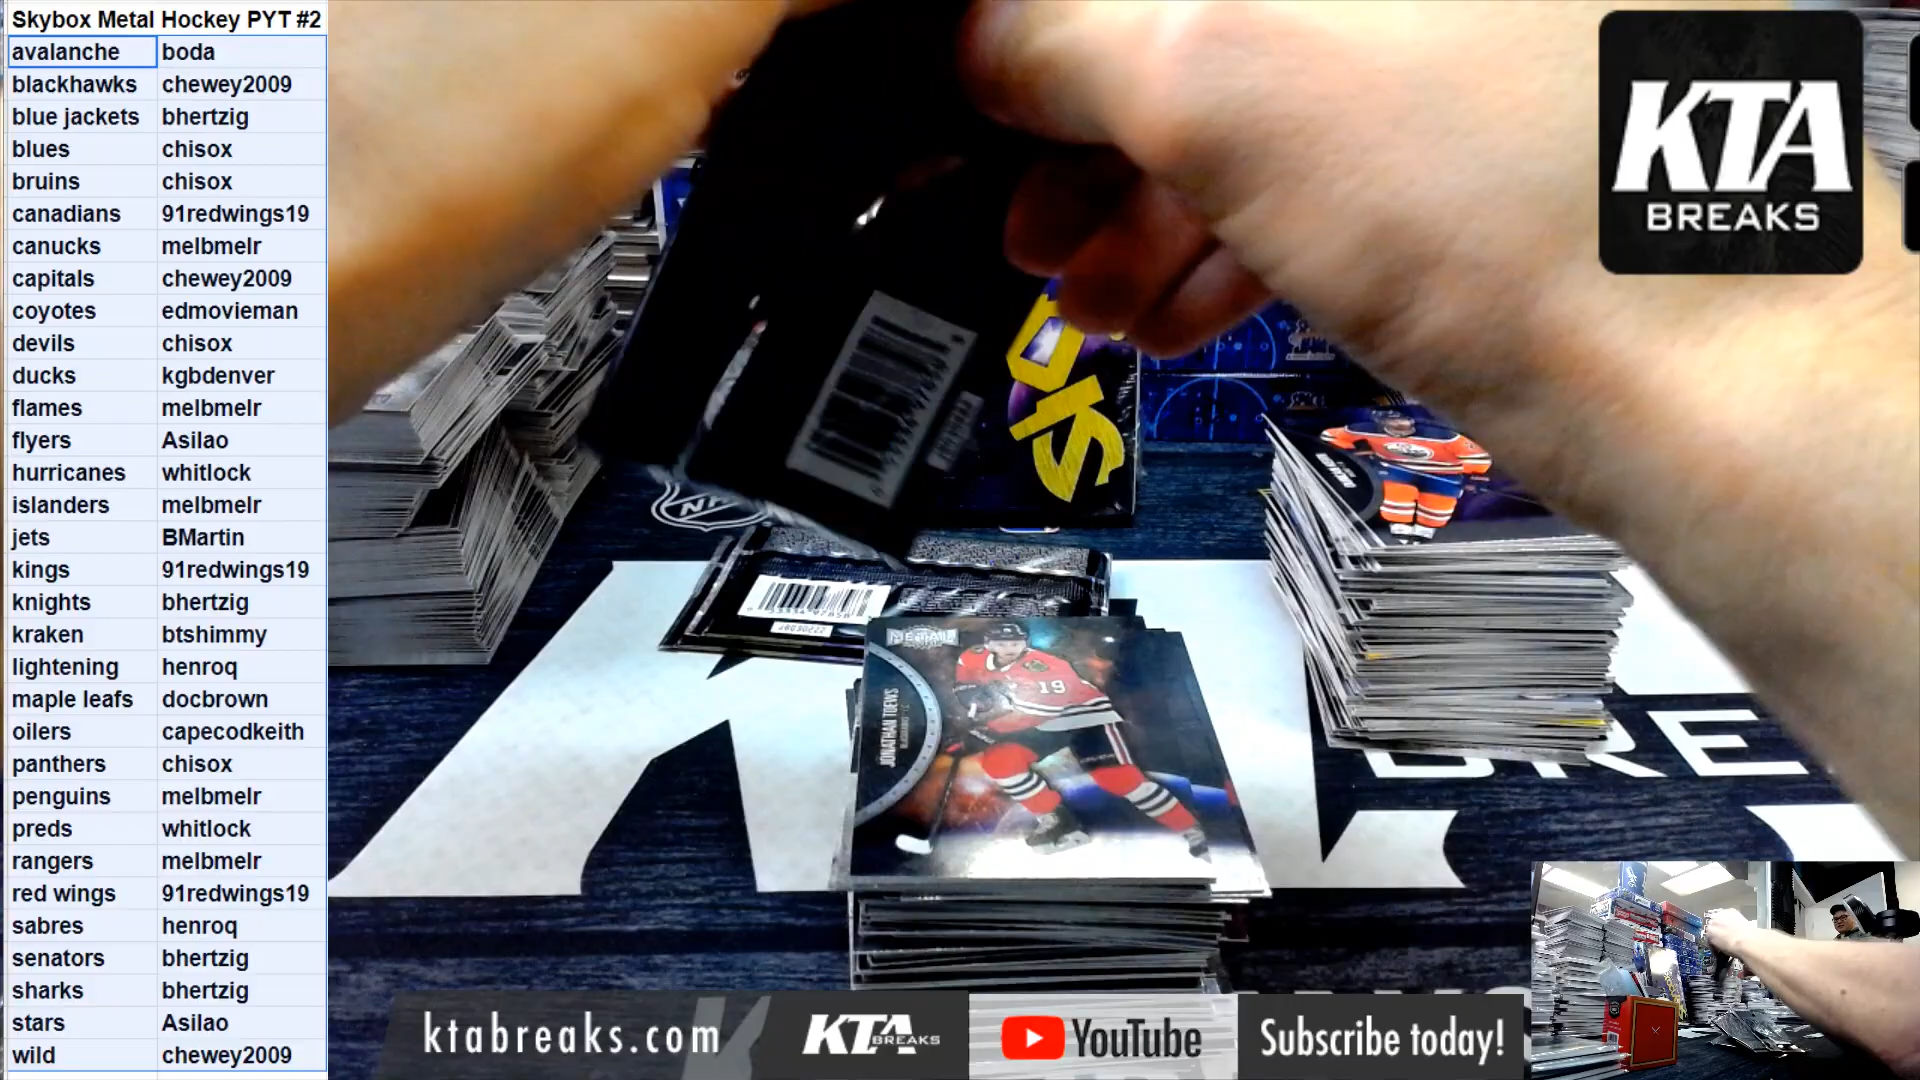 Skybox Metal Hockey PYT #2
avalanche boda
blackhawks chewey2009
blue jackets bhertzig
blues chisox
bruins chisox
canadians 91redwings19
canucks melbmelr
capitals chewey2009
coyotes edmovieman
devils chisox
ducks kgbdenver
flames melbmelr
flyers Asilao
hurricanes whitlock
islanders melbmelr
jets BMartin
kings 91redwings19
knights bhertzig
kraken btshimmy
lightening henroq
maple leafs docbrown
oilers capecodkeith
panthers chisox
penguins melbmelr
preds whitlock
rangers melbmelr
red wings 91redwings19
sabres henroq
senators bhertzig
sharks bhertzig
stars Asilao
wild chewey2009
KTA
BREAKS
METAL
JONATHAN TOEWS
19
BRE
ktabreaks.com
KTA
BREAKS
YouTube
Subscribe today!